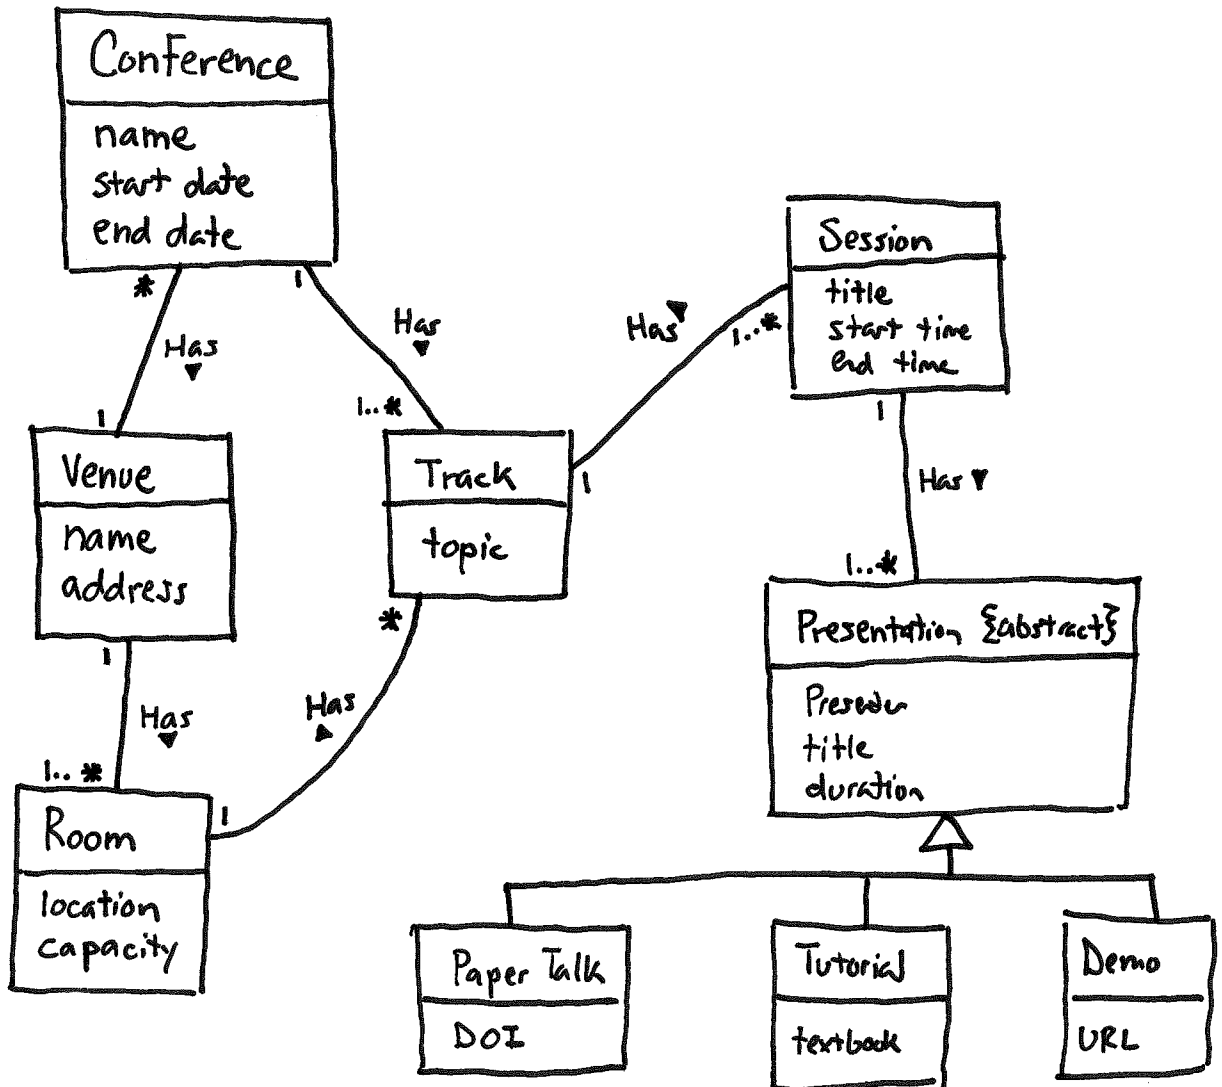 Conference
name
start date
end date
*
1
Has
Has
1
1..*
Session
title
start time
end time
Has
1..*
1
1
Has
1..*
Venue
name
address
1
Has
1..*
Track
topic
*
Has
1
Room
location
capacity
Presentation {abstract}
title
duration
Paper Talk
DOI
Tutorial
textbook
Demo
URL